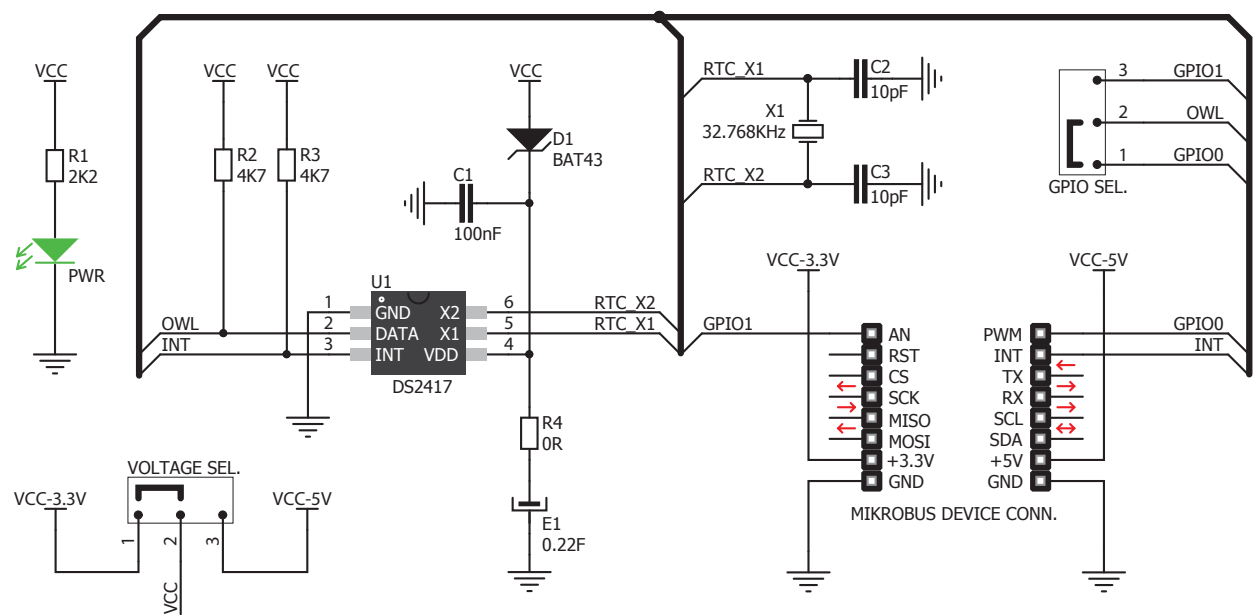 VCC
VCC
VCC
VCC
R1
2K2
PWR
R2
4K7
R3
4K7
D1
BAT43
C1
100nF
U1
1
GND
X2
6
RTC_X2
OWL
2
DATA
X1
5
RTC_X1
INT
3
INT
VDD
4
DS2417
R4
0R
E1
0.22F
VOLTAGE SEL.
VCC-3.3V
VCC-5V
1
2
3
VCC
RTC_X1
C2
10pF
X1
32.768KHz
RTC_X2
C3
10pF
3
GPIO1
2
OWL
1
GPIO0
GPIO SEL.
VCC-3.3V
VCC-5V
GPIO1
AN
PWM
GPIO0
RST
INT
INT
CS
TX
SCK
RX
MISO
SCL
MOSI
SDA
+3.3V
+5V
GND
GND
MIKROBUS DEVICE CONN.